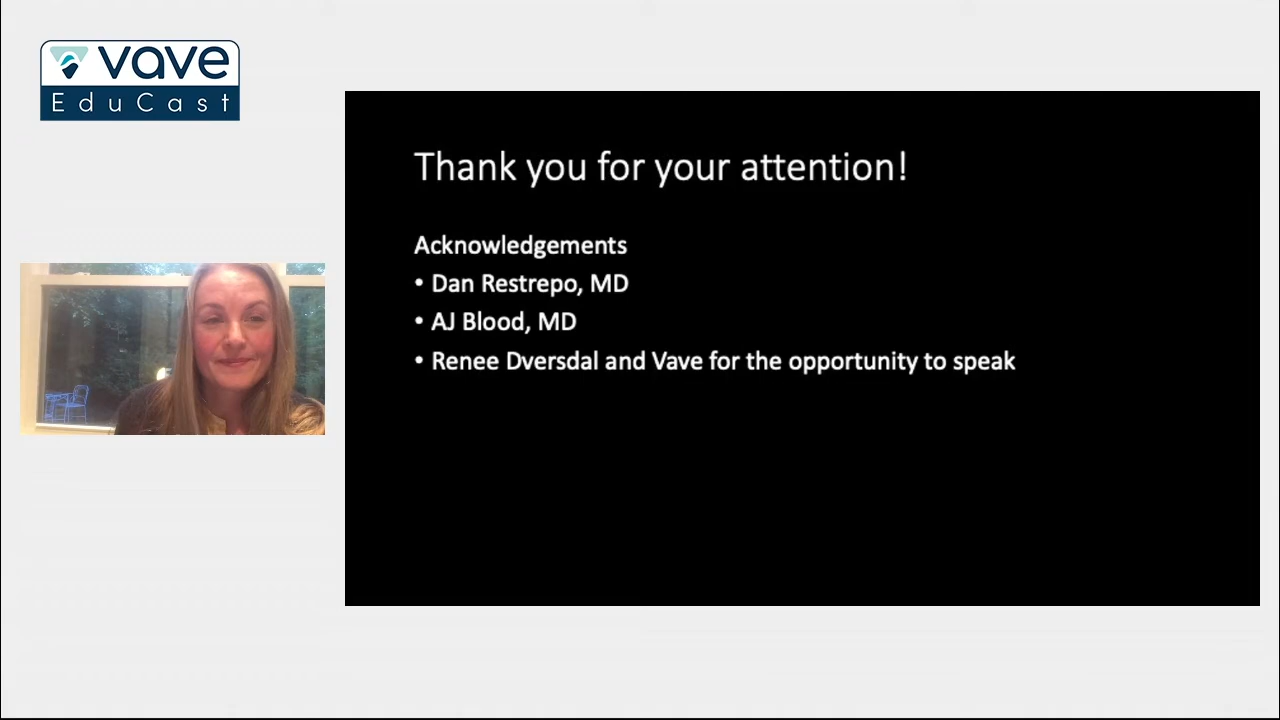 vave
EduCast
Thank you for your attention!
Acknowledgements
• Dan Restrepo, MD
• AJ Blood, MD
• Renee Dversdal and Vave for the opportunity to speak